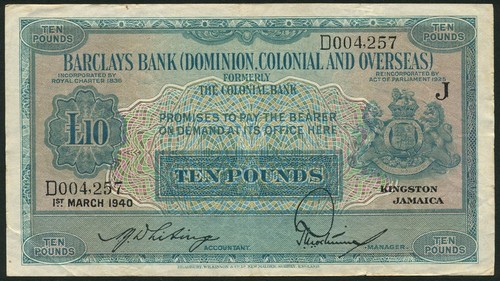 TEN POUNDS
TEN POUNDS
D004,257
BARCLAYS BANK (DOMINION, COLONIAL AND OVERSEAS)
INCORPORATED BY ROYAL CHARTER 1836
FORMERLY
THE COLONIAL BANK
REINCORPORATED BY ACT OF PARLIAMENT 1925
J
£10
PROMISES TO PAY THE BEARER
ON DEMAND AT ITS OFFICE HERE
D004,257
TEN POUNDS
1ST MARCH 1940
KINGSTON
JAMAICA
ACCOUNTANT.
MANAGER.
TEN POUNDS
TEN POUNDS